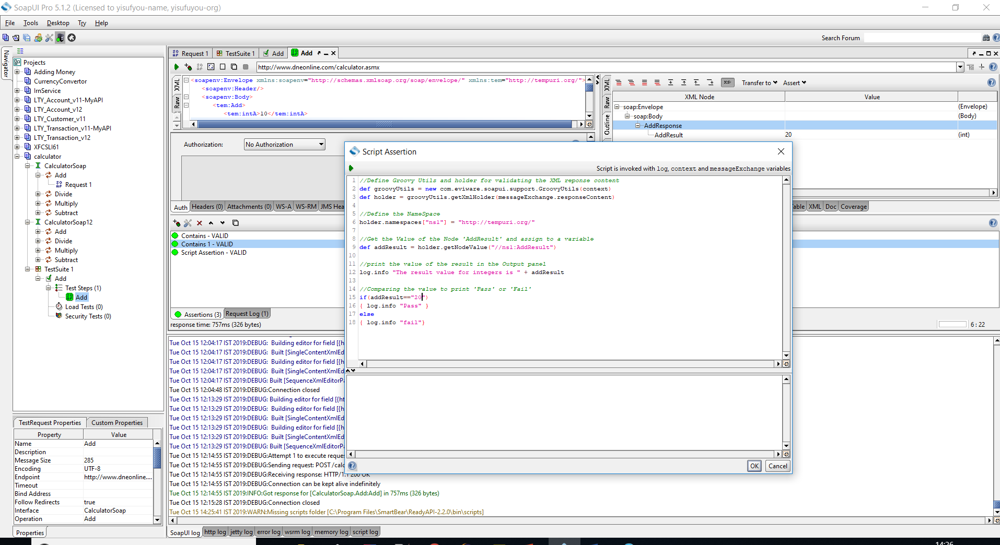 SoapUI Pro 5.1.2 (Licensed to yisufyou-name, yisufuyou-org)
File Tools Desktop Try Help
Search Forum
Navigator
Projects
Adding Money
CurrencyConvertor
IrnService
LTY_Account_v11-MyAPI
LTY_Account_v12
LTY_Customer_v11
LTY_Transaction_v11-MyAPI
LTY_Transaction_v12
XFCSLI61
calculator
CalculatorSoap
Add
Request 1
Divide
Multiply
Subtract
CalculatorSoap12
Add
Divide
Multiply
Subtract
TestSuite 1
Add
Test Steps (1)
Add
Load Tests (0)
Security Tests (0)
TestRequest Properties Custom Properties
Property Value
Name Add
Description
Message Size 285
Encoding UTF-8
Endpoint http://www.dneonline....
Timeout
Bind Address
Follow Redirects true
Interface CalculatorSoap
Operation Add
Properties
Request 1 TestSuite 1 Add Add
http://www.dneonline.com/calculator.asmx
XML
Raw
<soapenv:Envelope xmlns:soapenv="http://schemas.xmlsoap.org/soap/envelope/" xmlns:tem="http://tempuri.org/">
<soapenv:Header/>
<soapenv:Body>
<tem:Add>
<tem:intA>10</tem:intA>
Authorization: No Authorization
Auth Headers (0) Attachments (0) WS-A WS-RM JMS Hea
Contains - VALID
Contains 1 - VALID
Script Assertion - VALID
Assertions (3) Request Log (1)
response time: 757ms (326 bytes)
XML
Raw
Outline
XS: Transfer to Assert
XML Node Value
soap:Envelope (Envelope)
soap:Body (Body)
AddResponse
AddResult 20 (int)
able XML Doc Coverage
6 : 22
Script Assertion
Script is invoked with log, context and messageExchange variables
1 //Define Groovy Utils and holder for validating the XML reponse content
2 def groovyUtils = new com.eviware.soapui.support.GroovyUtils(context)
3 def holder = groovyUtils.getXmlHolder(messageExchange.responseContent)
4
5 //Define the NameSpace
6 holder.namespaces["ns1"] = "http://tempuri.org/"
7
8 //Get the Value of the Node 'AddResult' and assign to a variable
9 def addResult = holder.getNodeValue("//ns1:AddResult")
10
11 //print the value of the result in the Output panel
12 log.info "The result value for integers is " + addResult
13
14 //Comparing the value to print 'Pass' or 'Fail'
15 if(addResult=="20")
16 { log.info "Pass" }
17 else
18 { log.info "fail"}
OK Cancel
Tue Oct 15 12:04:17 IST 2019:DEBUG: Building editor for field [{h
Tue Oct 15 12:04:17 IST 2019:DEBUG: Built [SingleContentXmlEd
Tue Oct 15 12:04:17 IST 2019:DEBUG: Building editor for field [{h
Tue Oct 15 12:04:17 IST 2019:DEBUG: Built [SingleContentXmlEd
Tue Oct 15 12:04:17 IST 2019:DEBUG: Built [SequenceXmlEditorPa
Tue Oct 15 12:04:48 IST 2019:DEBUG:Connection closed
Tue Oct 15 12:13:29 IST 2019:DEBUG: Building editor for field [{ht
Tue Oct 15 12:13:29 IST 2019:DEBUG: Building editor for field [{h
Tue Oct 15 12:13:29 IST 2019:DEBUG: Built [SingleContentXmlEd
Tue Oct 15 12:13:29 IST 2019:DEBUG: Building editor for field [{h
Tue Oct 15 12:13:29 IST 2019:DEBUG: Built [SingleContentXmlEd
Tue Oct 15 12:13:29 IST 2019:DEBUG: Built [SequenceXmlEditorPa
Tue Oct 15 12:14:55 IST 2019:DEBUG:Attempt 1 to execute reque
Tue Oct 15 12:14:55 IST 2019:DEBUG:Sending request: POST /calc
Tue Oct 15 12:14:55 IST 2019:DEBUG:Receiving response: HTTP/1.1 200 OK
Tue Oct 15 12:14:55 IST 2019:DEBUG:Connection can be kept alive indefinitely
Tue Oct 15 12:14:55 IST 2019:INFO:Got response for [CalculatorSoap.Add:Add] in 757ms (326 bytes)
Tue Oct 15 12:15:28 IST 2019:DEBUG:Connection closed
Tue Oct 15 14:25:41 IST 2019:WARN:Missing scripts folder [C:\Program Files\SmartBear\ReadyAPI-2.2.0\bin\scripts]
SoapUI log http log jetty log error log wsrm log memory log script log
14:26